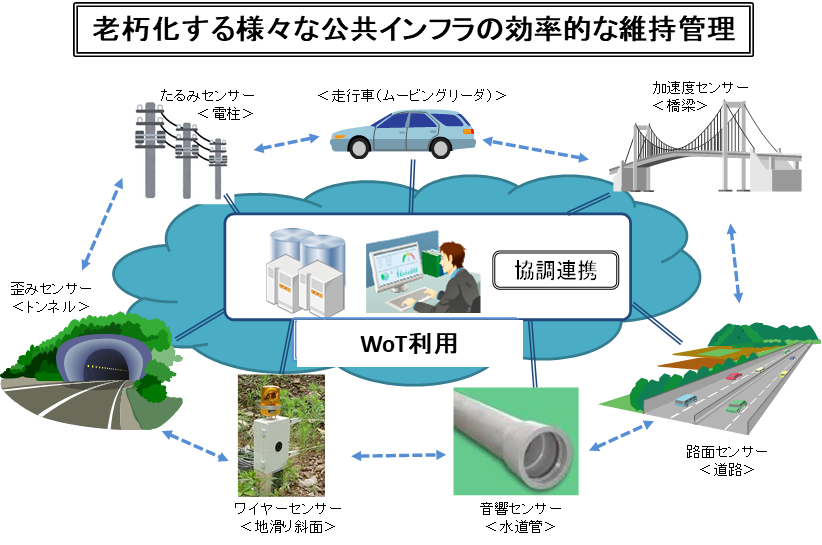 老朽化する様々な公共インフラの効率的な維持管理
たるみセンサー
＜電柱＞
＜走行車（ムービングリーダ）＞
加速度センサー
＜橋梁＞
協調連携
歪みセンサー
＜トンネル＞
WoT利用
路面センサー
＜道路＞
ワイヤーセンサー
＜地滑り斜面＞
音響センサー
＜水道管＞